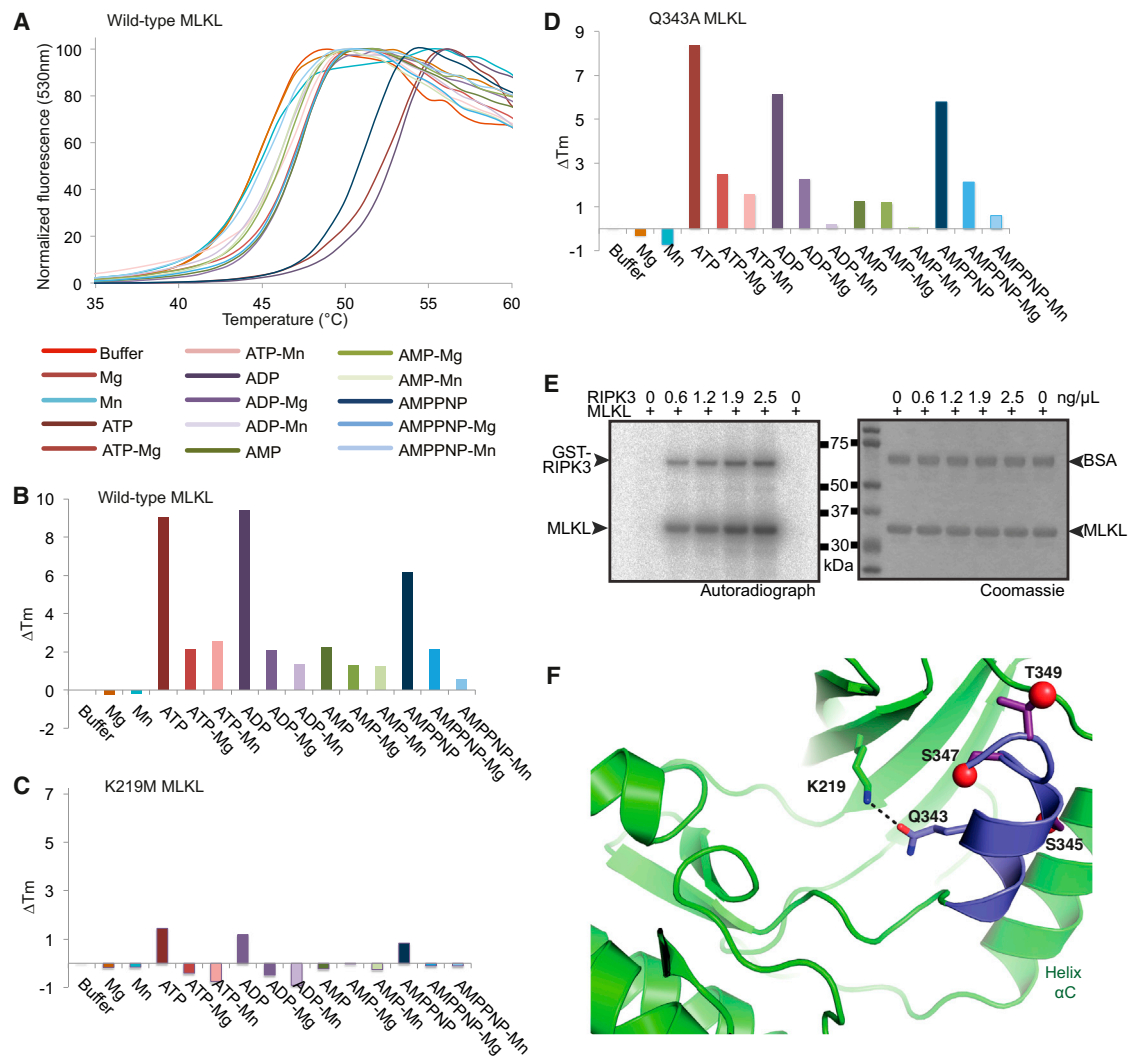 A
Wild-type MLKL
Normalized fluorescence (530nm)
100
80
60
40
20
0
35
40
45
50
55
60
Temperature (°C)
Buffer
Mg
Mn
ATP
ATP-Mg
ATP-Mn
ADP
ADP-Mg
ADP-Mn
AMP
AMP-Mg
AMP-Mn
AMPPNP
AMPPNP-Mg
AMPPNP-Mn
B
Wild-type MLKL
ΔTm
10
8
6
4
2
0
-2
Buffer
Mg
Mn
ATP
ATP-Mg
ATP-Mn
ADP
ADP-Mg
ADP-Mn
AMP
AMP-Mg
AMP-Mn
AMPPNP
AMPPNP-Mg
AMPPNP-Mn
C
K219M MLKL
ΔTm
7
5
3
1
-1
Buffer
Mg
Mn
ATP
ATP-Mg
ATP-Mn
ADP
ADP-Mg
ADP-Mn
AMP
AMP-Mg
AMP-Mn
AMPPNP
AMPPNP-Mg
AMPPNP-Mn
D
Q343A MLKL
ΔTm
9
7
5
3
1
-1
Buffer
Mg
Mn
ATP
ATP-Mg
ATP-Mn
ADP
ADP-Mg
ADP-Mn
AMP
AMP-Mg
AMP-Mn
AMPPNP
AMPPNP-Mg
AMPPNP-Mn
E
RIPK3 0 0.6 1.2 1.9 2.5 0
MLKL + + + + + +
0 0.6 1.2 1.9 2.5 0 ng/µL
+ + + + + +
GST-
RIPK3
MLKL
75
50
37
30
kDa
BSA
MLKL
Autoradiograph
Coomassie
F
T349
S347
K219
Q343
S345
Helix
αC